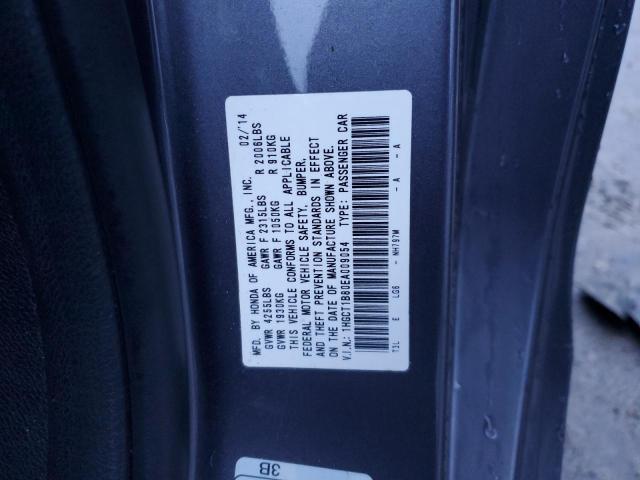 MFD. BY HONDA OF AMERICA MFG., INC. 02/'14
GVWR 4255LBS GAWR F 2315LBS R 2006LBS
GVWR 1930KG GAWR F 1050KG R 910KG
THIS VEHICLE CONFORMS TO ALL APPLICABLE
FEDERAL MOTOR VEHICLE SAFETY, BUMPER,
AND THEFT PREVENTION STANDARDS IN EFFECT
ON THE DATE OF MANUFACTURE SHOWN ABOVE.
V.I.N.: 1HGCT1B80EA009054 TYPE: PASSENGER CAR
T3L E LG6 - NH797M - A - A
3B